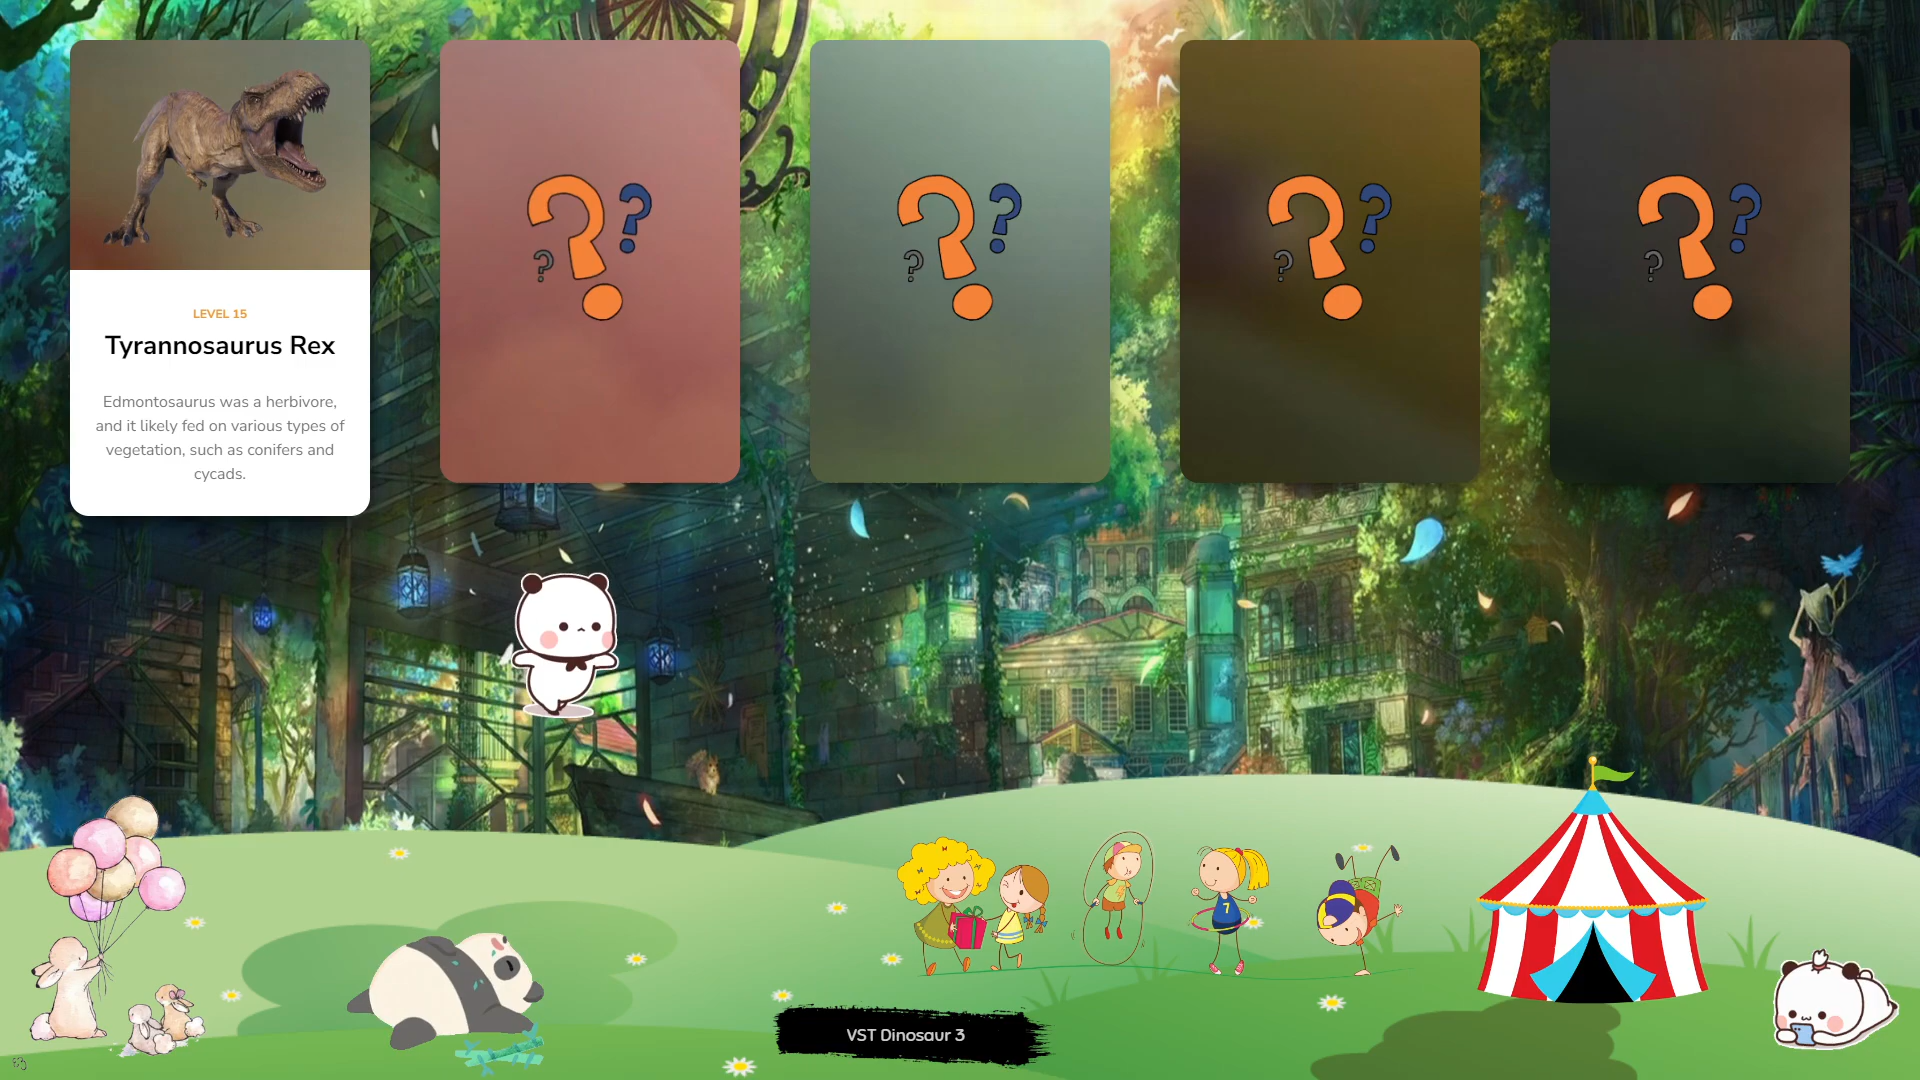 LEVEL 15
Tyrannosaurus Rex
Edmontosaurus was a herbivore,
and it likely fed on various types of
vegetation, such as conifers and
cycads.
? ? ?
? ? ?
? ? ?
? ? ?
7
VST Dinosaur 3